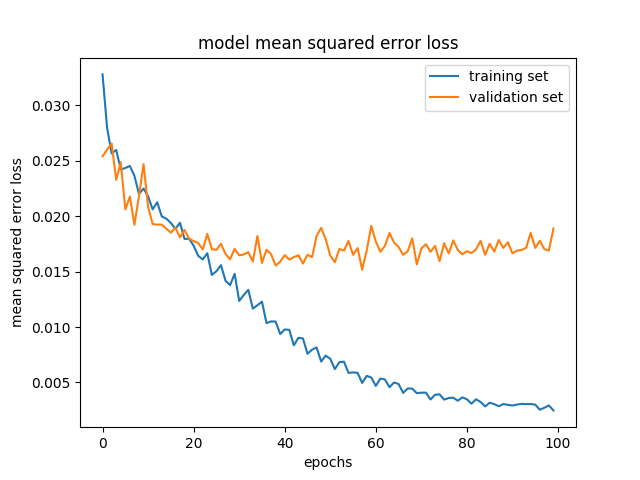 model mean squared error loss
training set
validation set
mean squared error loss
0.030
0.025
0.020
0.015
0.010
0.005
0 20 40 60 80 100
epochs